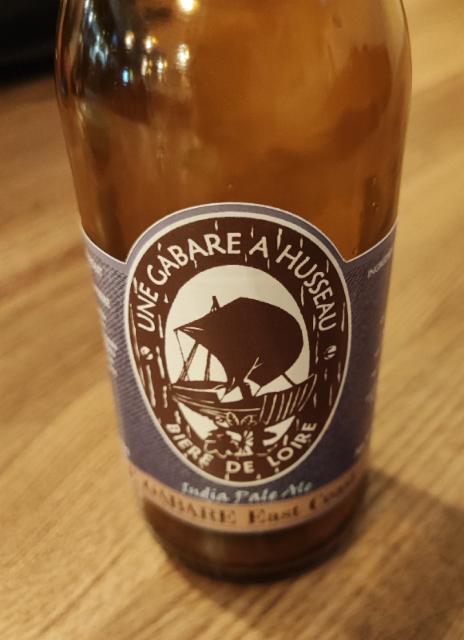 UNE GABARE A HUSSEAU
BIERE DE LOIRE
India Pale Ale
GABARE East Coast